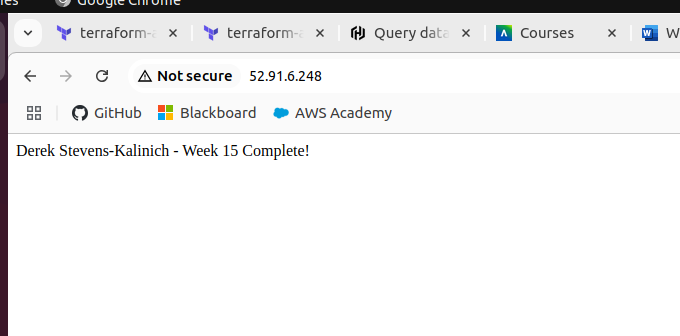 Google Chrome
terraform-a
terraform-a
Query data
Courses
W
Not secure 52.91.6.248
GitHub
Blackboard
AWS Academy
Derek Stevens-Kalinich - Week 15 Complete!